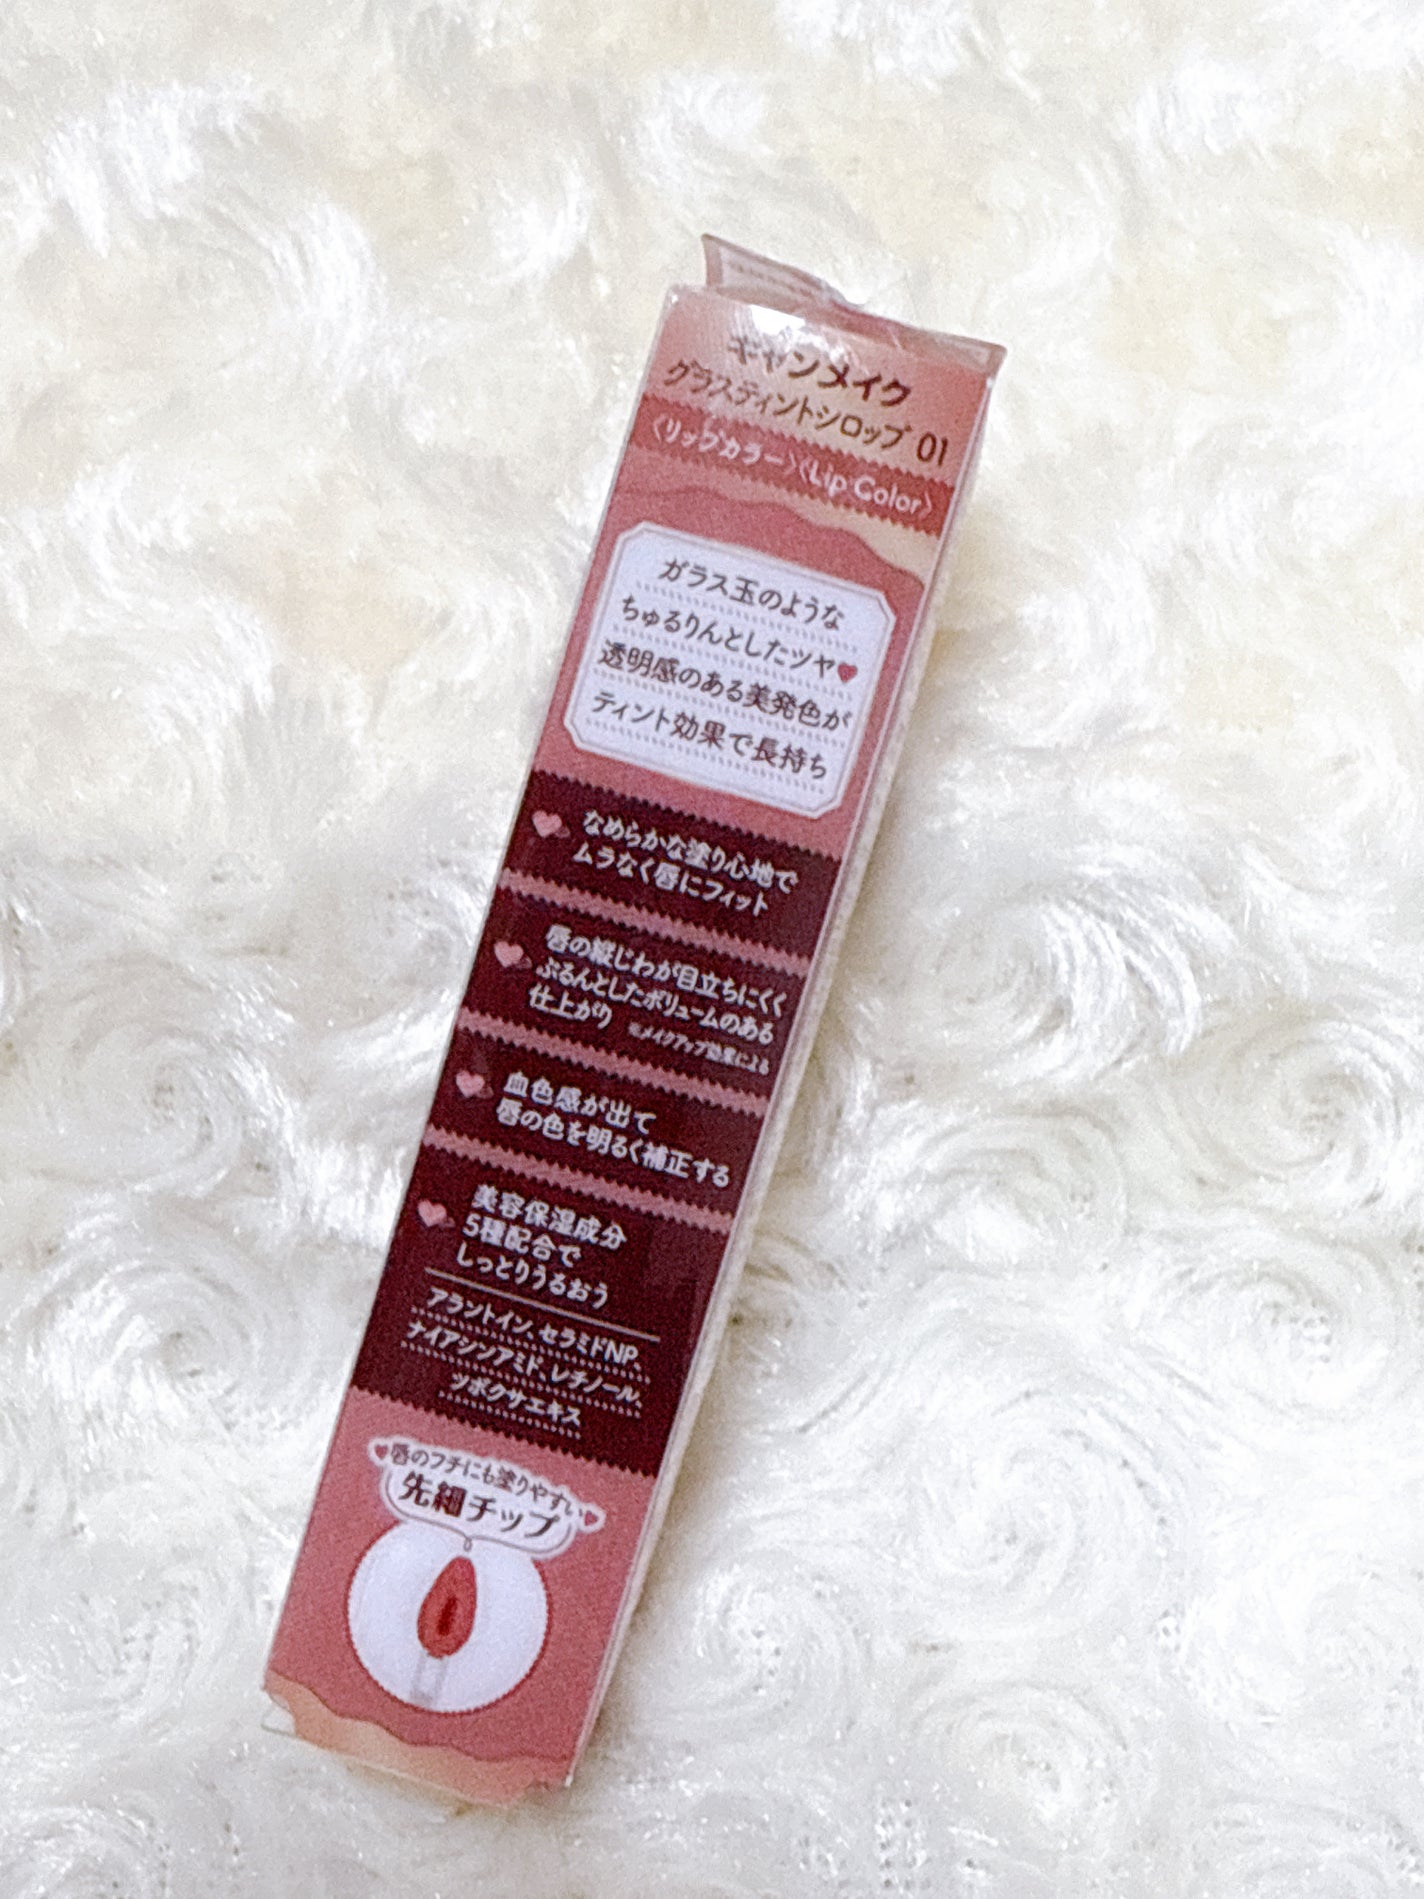 キャンメイク
グラスティントシロップ 01
〈リップカラー〉〈Lip Color〉
ガラス玉のような
ちゅるりんとしたツヤ♥
透明感のある美発色が
ティント効果で長持ち
なめらかな塗り心地で
ムラなく唇にフィット
唇の縦じわが目立ちにくく
ぷるんとしたボリュームのある
仕上がり ※メイクアップ効果による
血色感が出て
唇の色を明るく補正する
美容保湿成分
5種配合で
しっとりうるおう
アラントイン、セラミドNP、
ナイアシンアミド、レチノール、
ツボクサエキス
♥唇のフチにも塗りやすい♥
先細チップ